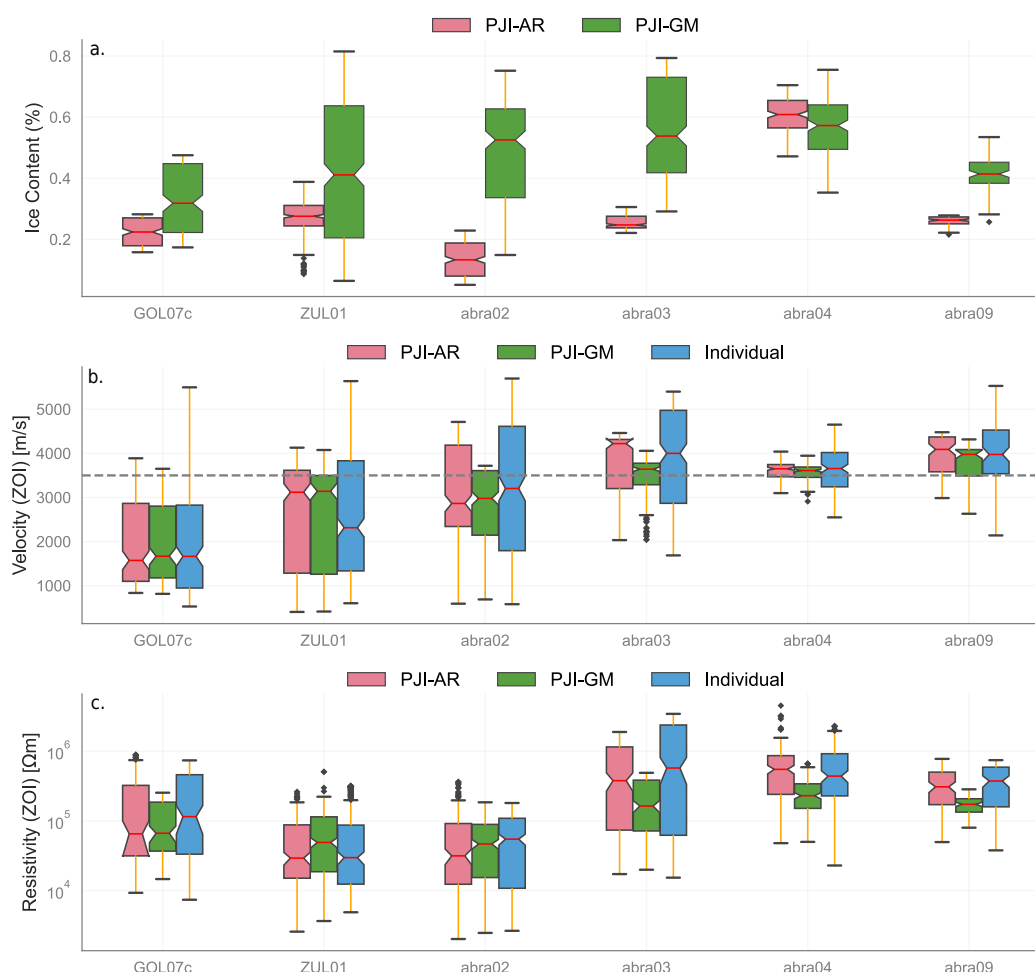 PJI-AR PJI-GM
a.
0.8
0.6
0.4
0.2
Ice Content (%)
GOL07c ZUL01 abra02 abra03 abra04 abra09
PJI-AR PJI-GM Individual
b.
5000
4000
3000
2000
1000
Velocity (ZOI) [m/s]
GOL07c ZUL01 abra02 abra03 abra04 abra09
PJI-AR PJI-GM Individual
c.
10⁶
10⁵
10⁴
Resistivity (ZOI) [Ωm]
GOL07c ZUL01 abra02 abra03 abra04 abra09